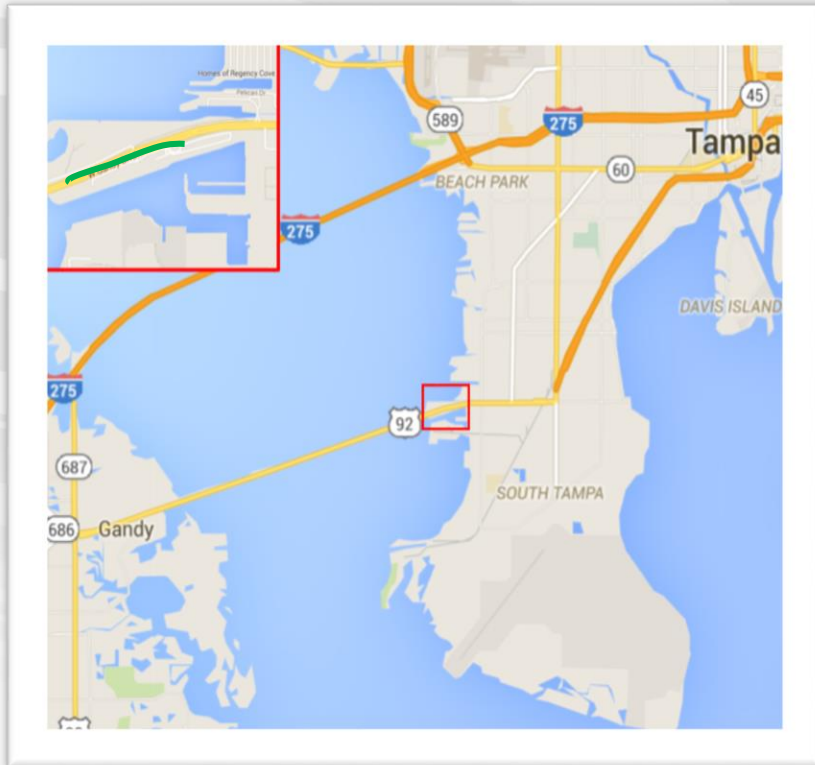 Homes of Regency Cove
Pelican Dr
589
275
45
Tampa
60
BEACH PARK
275
DAVIS ISLAND
275
92
687
SOUTH TAMPA
686
Gandy